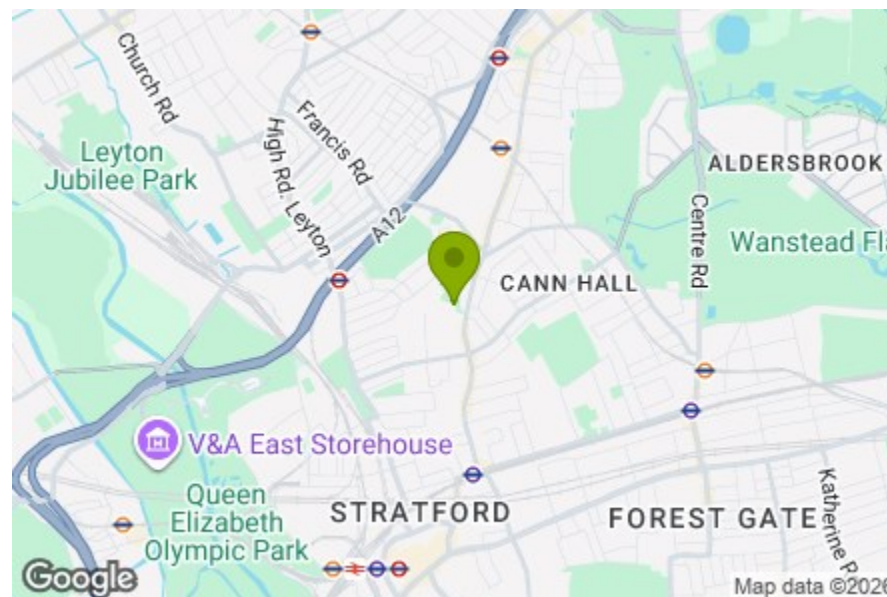 Church Rd
Francis Rd
High Rd. Leyton
Leyton
Jubilee Park
A12
ALDERSBROOK
Centre Rd
Wanstead Fla
CANN HALL
V&A East Storehouse
Queen
Elizabeth
Olympic Park
STRATFORD
FOREST GATE
Katherine R
Google
Map data ©2026